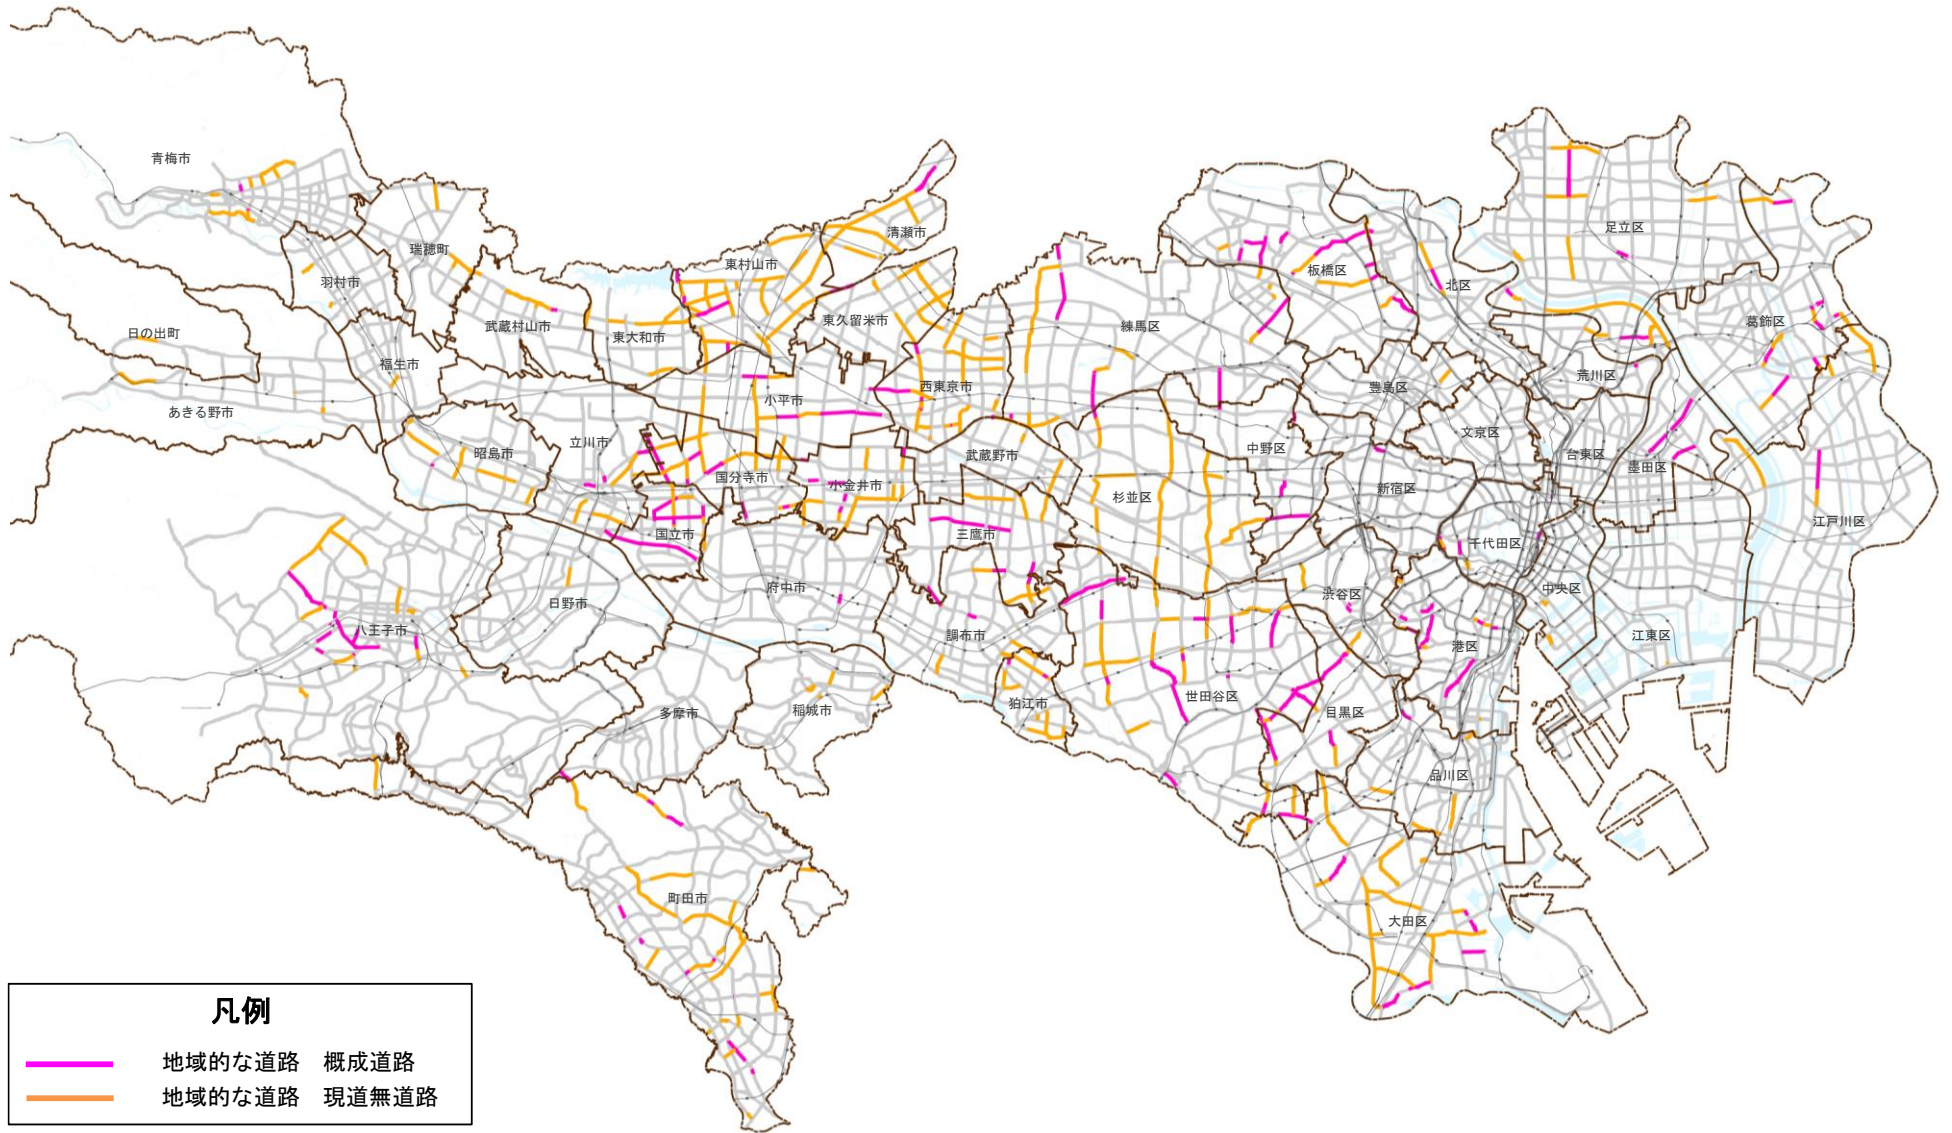 青梅市
瑞穂町
羽村市
日の出町
福生市
あきる野市
武蔵村山市
東大和市
東村山市
清瀬市
東久留米市
西東京市
小平市
立川市
昭島市
国分寺市
小金井市
武蔵野市
国立市
三鷹市
府中市
日野市
八王子市
調布市
狛江市
稲城市
多摩市
町田市
練馬区
板橋区
北区
足立区
葛飾区
荒川区
豊島区
文京区
台東区
墨田区
中野区
杉並区
新宿区
千代田区
中央区
江戸川区
渋谷区
港区
江東区
世田谷区
目黒区
品川区
大田区
凡例
地域的な道路 概成道路
地域的な道路 現道無道路